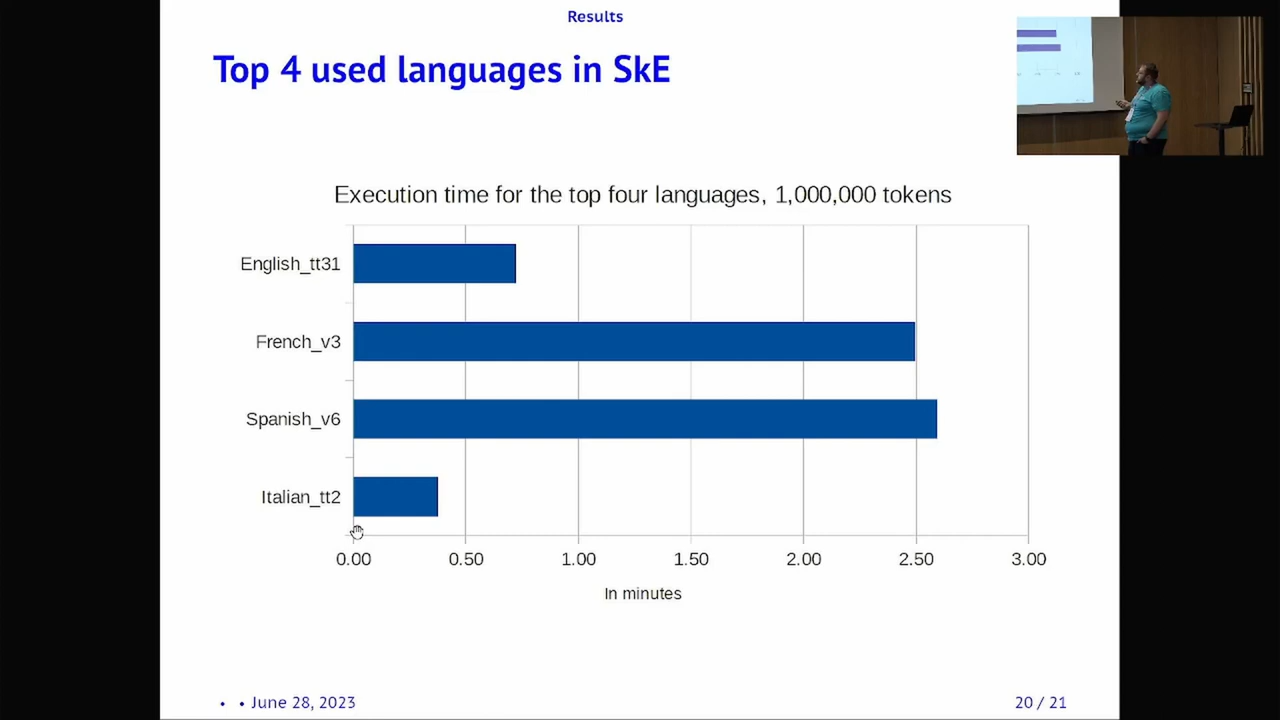 Results
Top 4 used languages in SkE
Execution time for the top four languages, 1,000,000 tokens
English_tt31
French_v3
Spanish_v6
Italian_tt2
0.00 0.50 1.00 1.50 2.00 2.50 3.00
In minutes
• • June 28, 2023 20 / 21